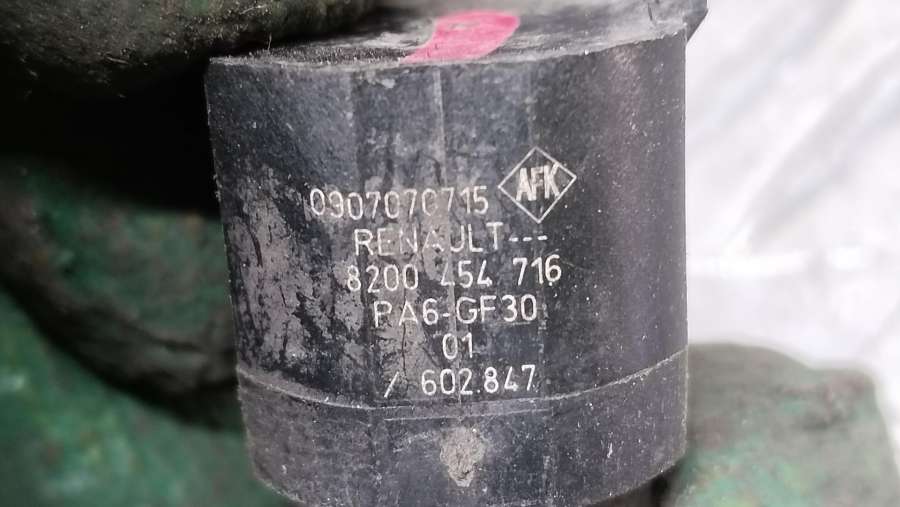 0907070715 AFK
RENAULT---
8200 454 716
PA6-GF30
01
/ 602.847